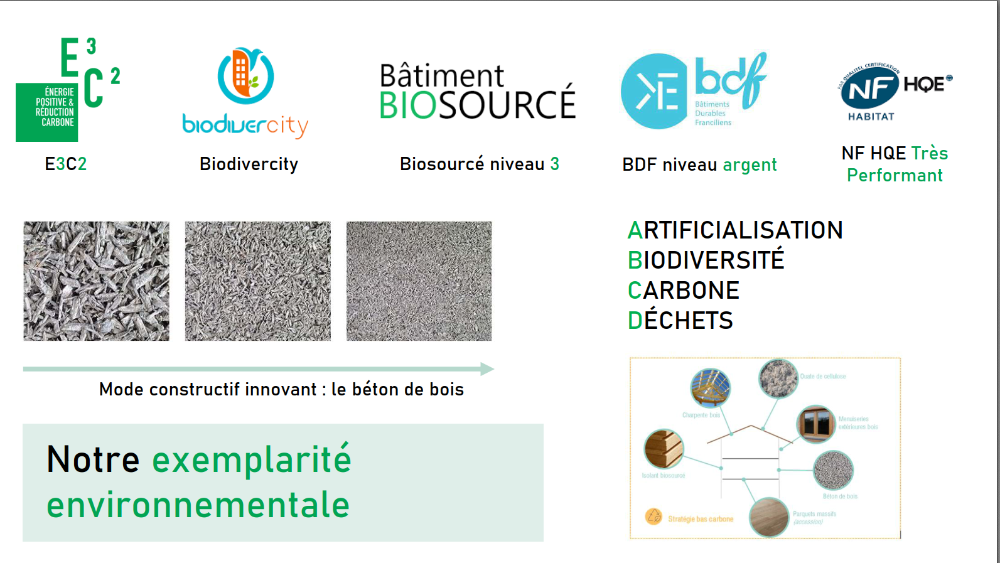 E3
C2
ÉNERGIE
POSITIVE &
RÉDUCTION
CARBONE
E3C2
biodivercity
Biodivercity
Bâtiment
BIOSOURCÉ
Biosourcé niveau 3
bdf
Bâtiments
Durables
Franciliens
BDF niveau argent
PAR QUALITEL CERTIFICATION
NF HQE
HABITAT
NF HQE Très
Performant
ARTIFICIALISATION
BIODIVERSITÉ
CARBONE
DÉCHETS
Mode constructif innovant : le béton de bois
Notre exemplarité
environnementale
Ouate de cellulose
Charpente bois
Menuiseries
extérieures bois
Isolant biosourcé
Béton de bois
Parquets massifs
(accession)
Stratégie bas carbone